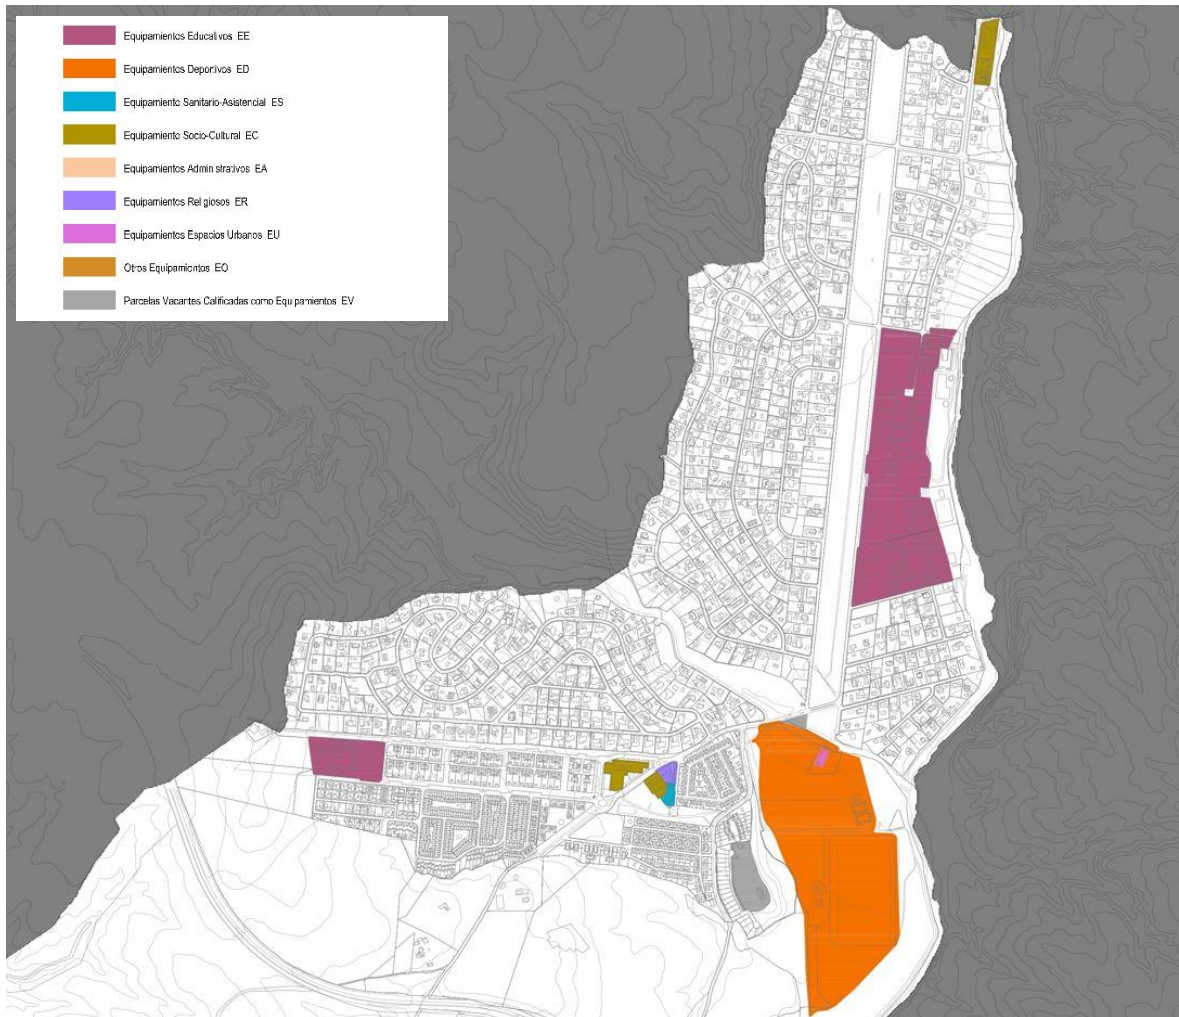 Equipamientos Educativos EE
Equipamientos Deportivos ED
Equipamiento Sanitario-Asistencial ES
Equipamiento Socio-Cultural EC
Equipamientos Administrativos EA
Equipamientos Religiosos ER
Equipamientos Espacios Urbanos EU
Otros Equipamientos EO
Parcelas Vacantes Calificadas como Equipamientos EV